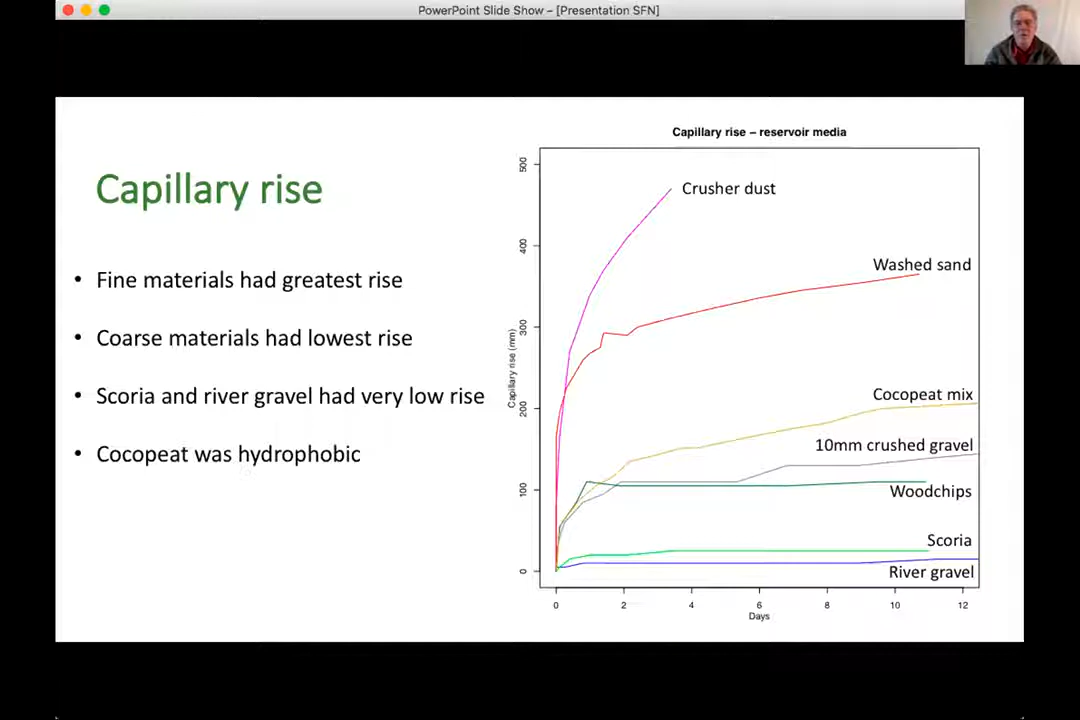 PowerPoint Slide Show – [Presentation SFN]
Capillary rise
• Fine materials had greatest rise
• Coarse materials had lowest rise
• Scoria and river gravel had very low rise
• Cocopeat was hydrophobic
Capillary rise – reservoir media
Capillary rise (mm)
500
400
300
200
100
0
Crusher dust
Washed sand
Cocopeat mix
10mm crushed gravel
Woodchips
Scoria
River gravel
0 2 4 6 8 10 12
Days